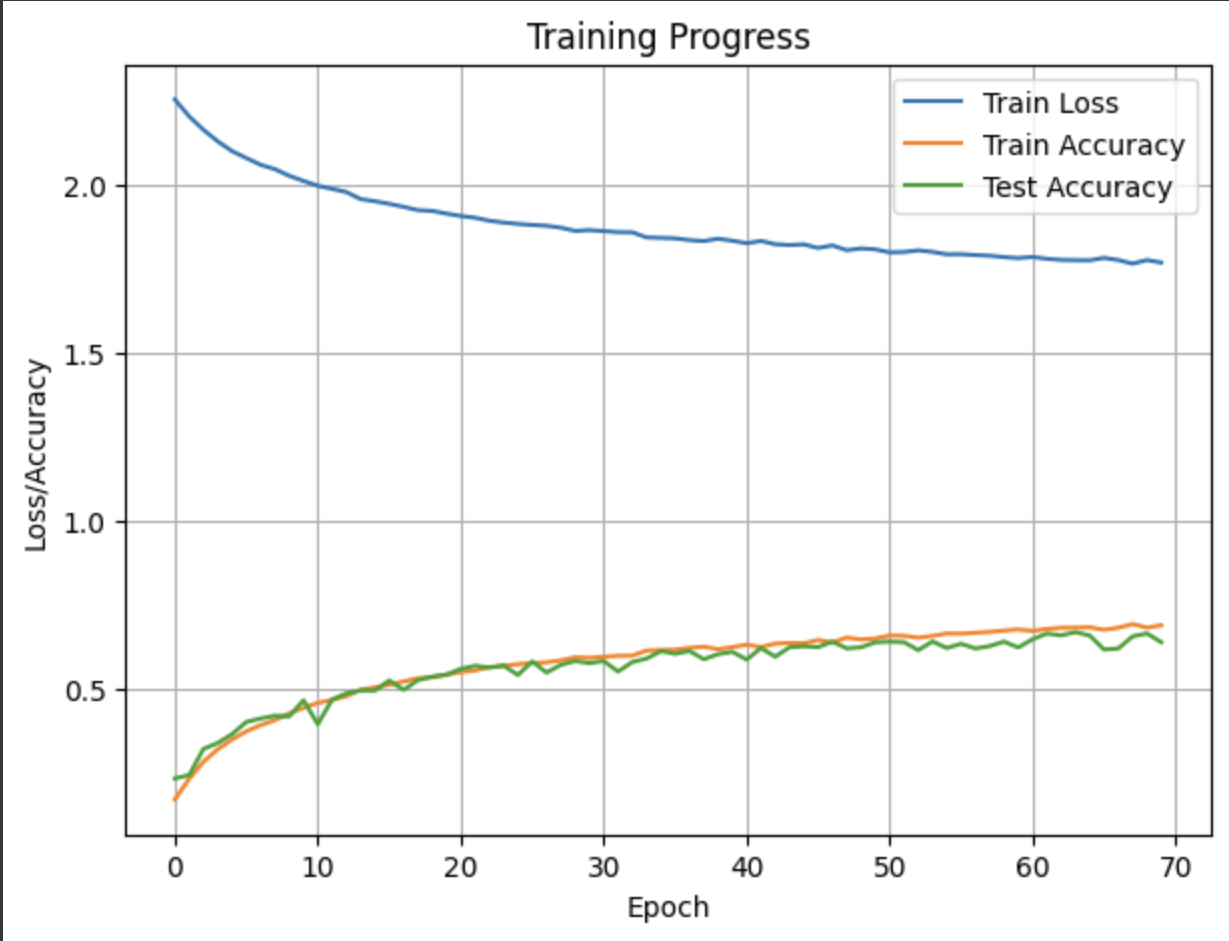 Training Progress
Train Loss
Train Accuracy
Test Accuracy
2.0
1.5
1.0
0.5
Loss/Accuracy
0 10 20 30 40 50 60 70
Epoch